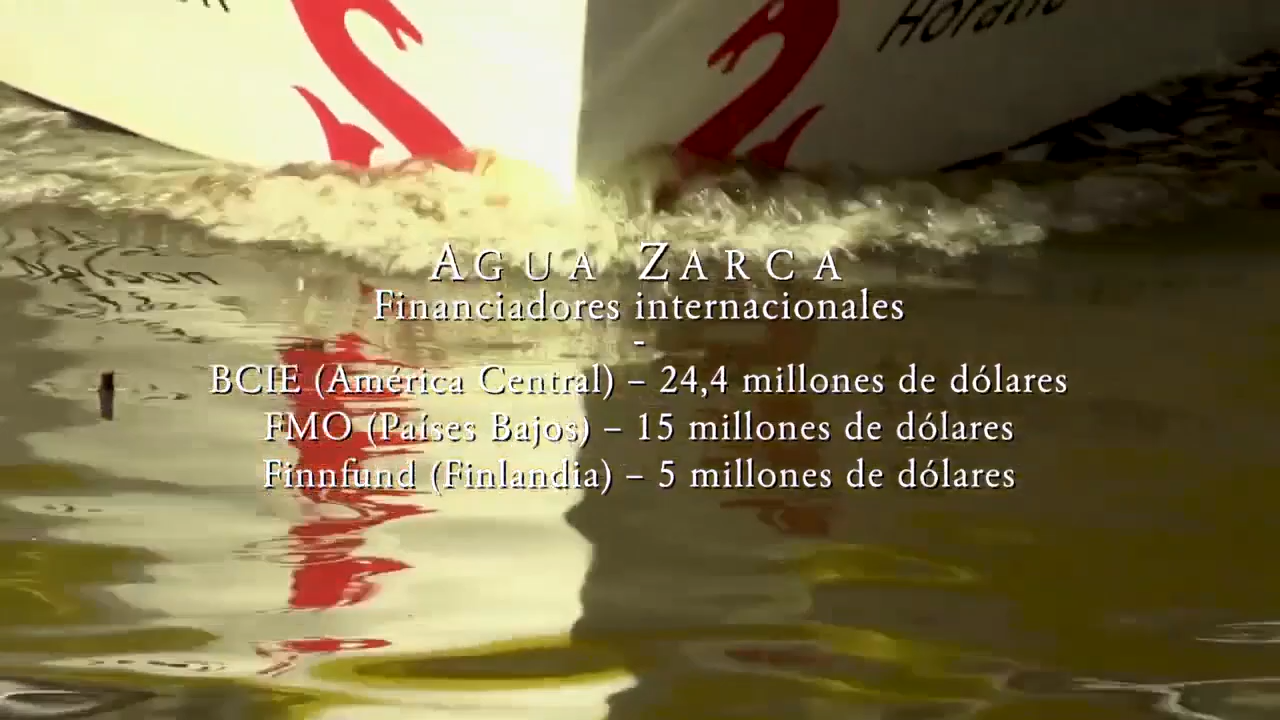 AGUA ZARCA
Financiadores internacionales
-
BCIE (América Central) – 24,4 millones de dólares
FMO (Países Bajos) – 15 millones de dólares
Finnfund (Finlandia) – 5 millones de dólares